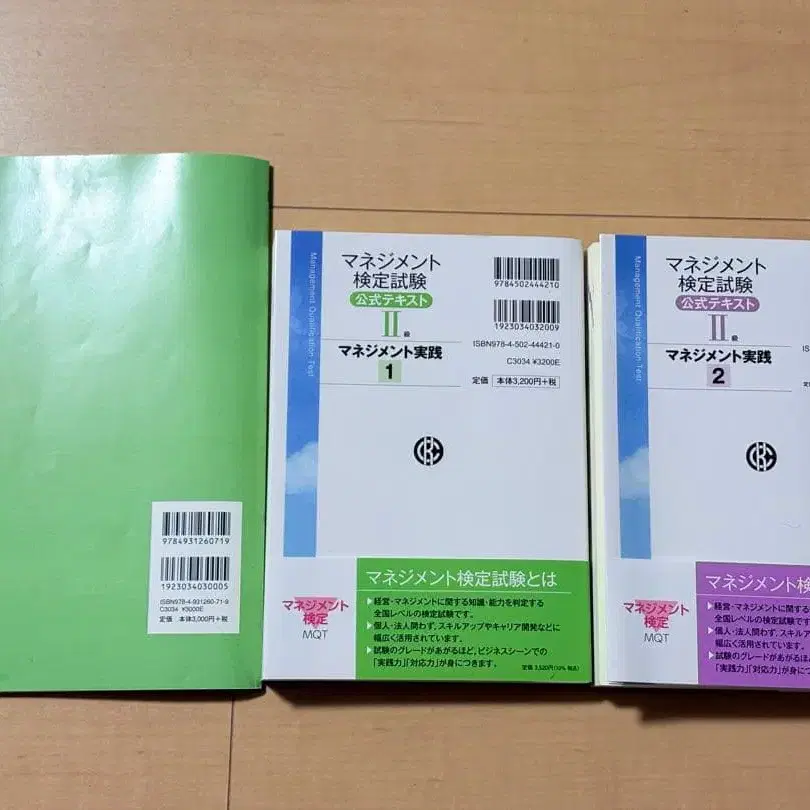 9784931260719
1923034030005
ISBN978-4-931260-71-9
C3034 ¥3000E
定価 本体3,000円+税
Management Qualification Test
マネジメント
検定試験
公式テキスト
II級
マネジメント実践
1
9784502444210
1923034032009
ISBN978-4-502-44421-0
C3034 ¥3200E
定価 本体3,200円+税
マネジメント
検定
MQT
マネジメント検定試験とは
▶経営・マネジメントに関する知識・能力を判定する
全国レベルの検定試験です。
▶個人・法人問わず、スキルアップやキャリア開発などに
幅広く活用されています。
▶試験のグレードがあがるほど、ビジネスシーンでの
「実践力」「対応力」が身につきます。
定価 3,520円(10%税込)
Management Qualification Test
マネジメント
検定試験
公式テキスト
II級
マネジメント実践
2
マネジメント
検定
MQT
マネジメント検
▶経営・マネジメントに関す
全国レベルの検定試験で
▶個人・法人問わず、スキル
幅広く活用されています。
▶試験のグレードがあがる
「実践力」「対応力」が身に